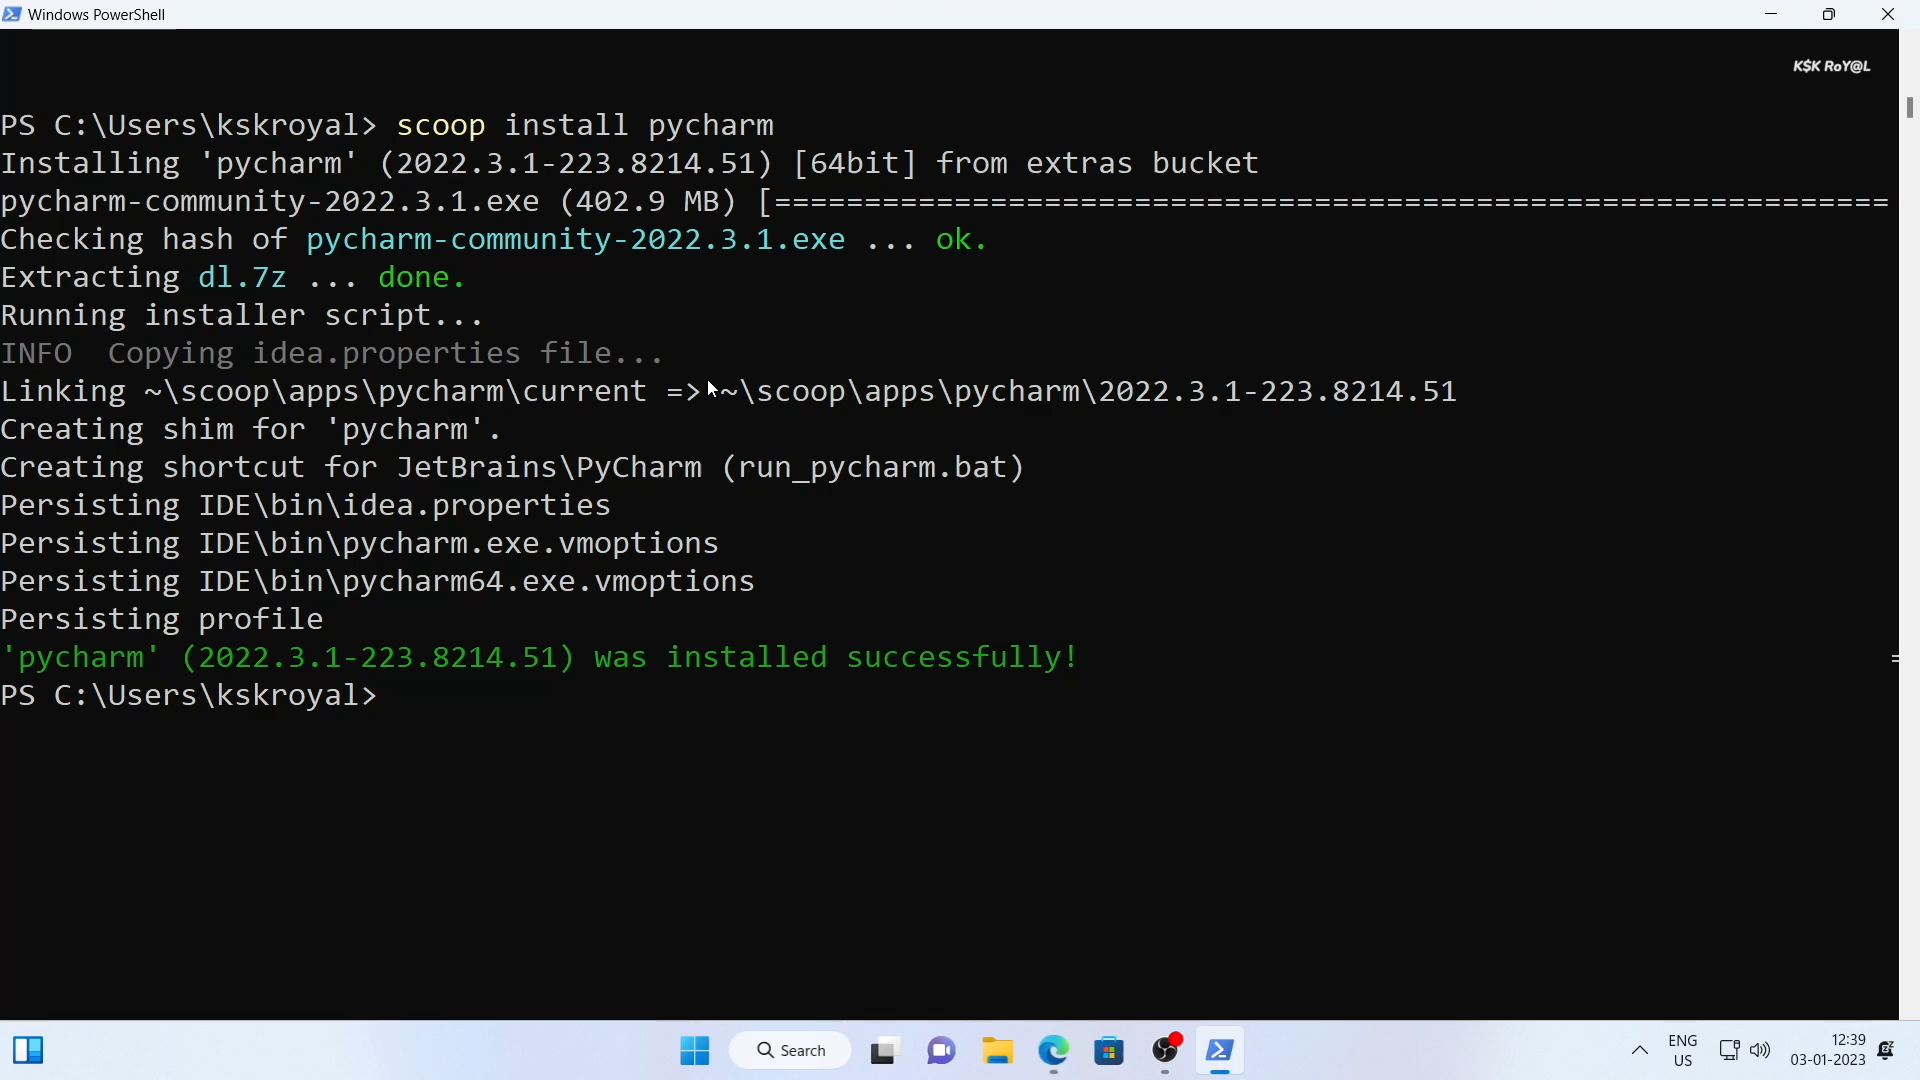 Windows PowerShell
K$K RoY@L
PS C:\Users\kskroyal> scoop install pycharm
Installing 'pycharm' (2022.3.1-223.8214.51) [64bit] from extras bucket
pycharm-community-2022.3.1.exe (402.9 MB) [==============================================================
Checking hash of pycharm-community-2022.3.1.exe ... ok.
Extracting dl.7z ... done.
Running installer script...
INFO  Copying idea.properties file...
Linking ~\scoop\apps\pycharm\current => ~\scoop\apps\pycharm\2022.3.1-223.8214.51
Creating shim for 'pycharm'.
Creating shortcut for JetBrains\PyCharm (run_pycharm.bat)
Persisting IDE\bin\idea.properties
Persisting IDE\bin\pycharm.exe.vmoptions
Persisting IDE\bin\pycharm64.exe.vmoptions
Persisting profile
'pycharm' (2022.3.1-223.8214.51) was installed successfully!
PS C:\Users\kskroyal>
Search
ENG
US
12:39
03-01-2023